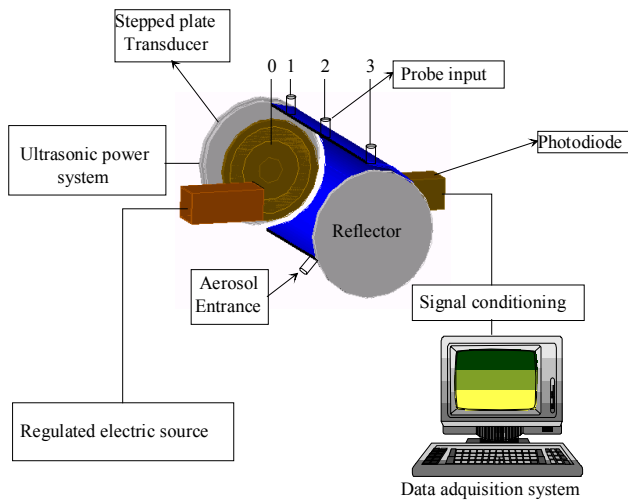 Stepped plate
Transducer
0 1 2 3
Probe input
Photodiode
Ultrasonic power
system
Reflector
Aerosol
Entrance
Signal conditioning
Regulated electric source
Data adquisition system